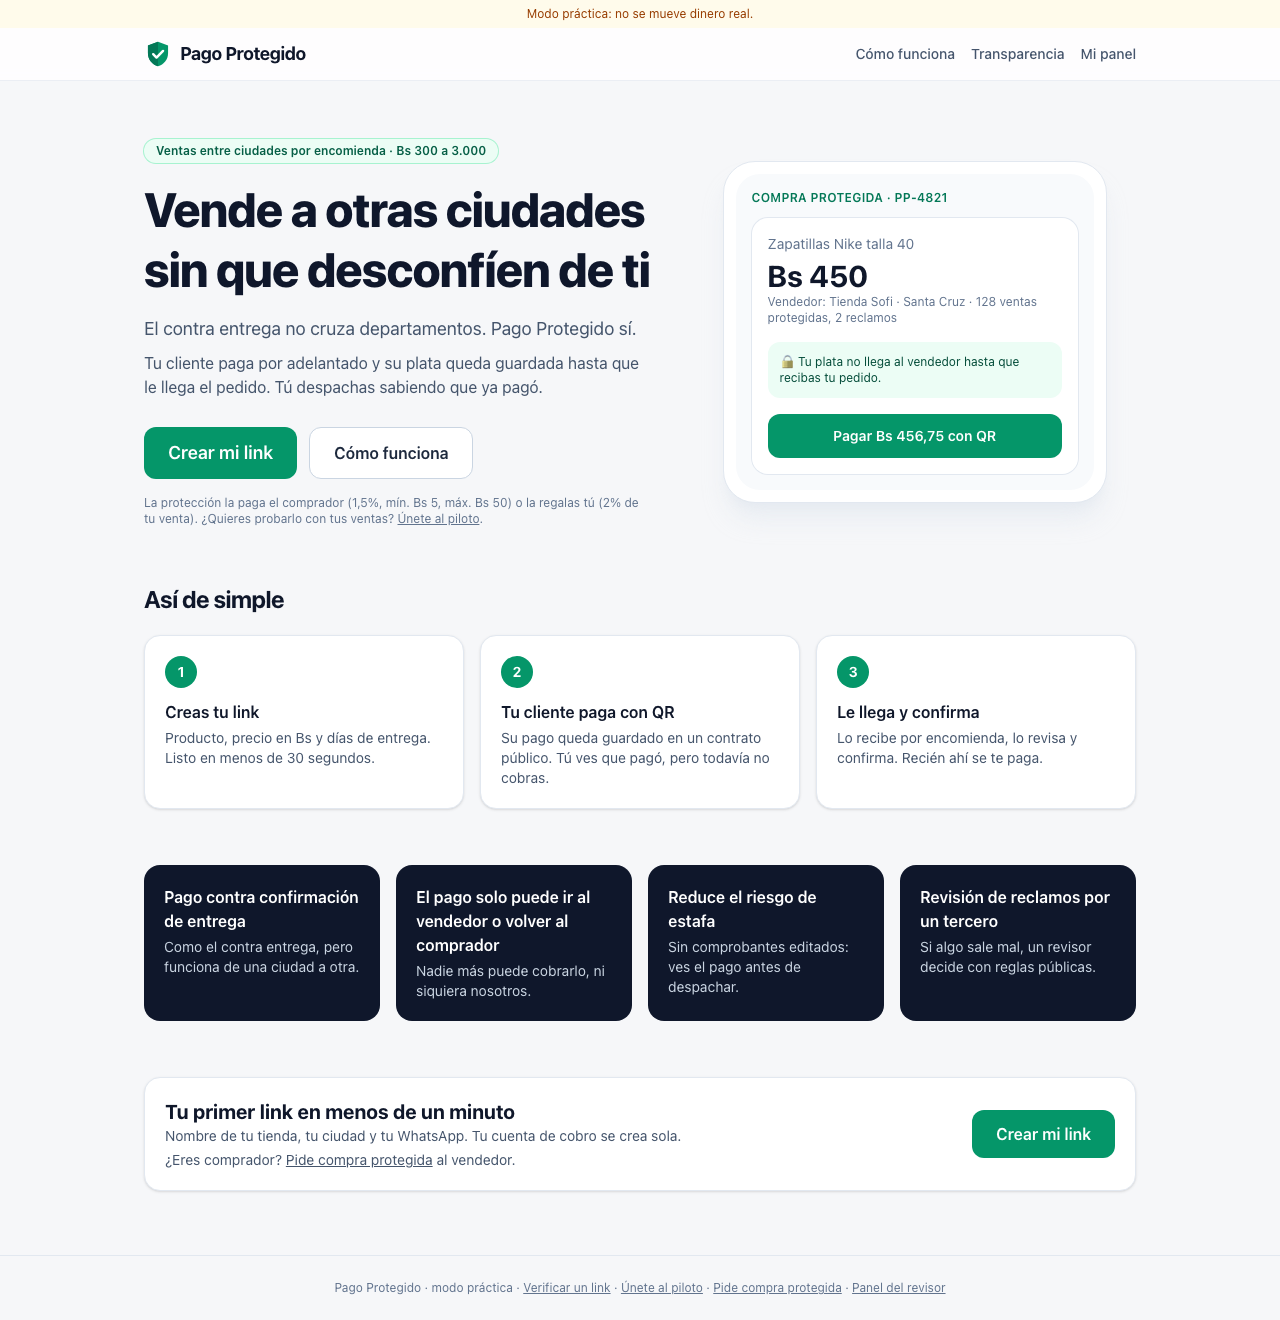 Modo práctica: no se mueve dinero real.
Pago Protegido
Cómo funciona
Transparencia
Mi panel
Ventas entre ciudades por encomienda · Bs 300 a 3.000
Vende a otras ciudades
sin que desconfíen de ti
El contra entrega no cruza departamentos. Pago Protegido sí.
Tu cliente paga por adelantado y su plata queda guardada hasta que
le llega el pedido. Tú despachas sabiendo que ya pagó.
Crear mi link
Cómo funciona
La protección la paga el comprador (1,5%, mín. Bs 5, máx. Bs 50) o la regalas tú (2% de
tu venta). ¿Quieres probarlo con tus ventas? Únete al piloto.
COMPRA PROTEGIDA · PP-4821
Zapatillas Nike talla 40
Bs 450
Vendedor: Tienda Sofi · Santa Cruz · 128 ventas
protegidas, 2 reclamos
🔒 Tu plata no llega al vendedor hasta que
recibas tu pedido.
Pagar Bs 456,75 con QR
Así de simple
1
Creas tu link
Producto, precio en Bs y días de entrega.
Listo en menos de 30 segundos.
2
Tu cliente paga con QR
Su pago queda guardado en un contrato
público. Tú ves que pagó, pero todavía no
cobras.
3
Le llega y confirma
Lo recibe por encomienda, lo revisa y
confirma. Recién ahí se te paga.
Pago contra confirmación
de entrega
Como el contra entrega, pero
funciona de una ciudad a otra.
El pago solo puede ir al
vendedor o volver al
comprador
Nadie más puede cobrarlo, ni
siquiera nosotros.
Reduce el riesgo de
estafa
Sin comprobantes editados:
ves el pago antes de
despachar.
Revisión de reclamos por
un tercero
Si algo sale mal, un revisor
decide con reglas públicas.
Tu primer link en menos de un minuto
Nombre de tu tienda, tu ciudad y tu WhatsApp. Tu cuenta de cobro se crea sola.
¿Eres comprador? Pide compra protegida al vendedor.
Crear mi link
Pago Protegido · modo práctica · Verificar un link · Únete al piloto · Pide compra protegida · Panel del revisor